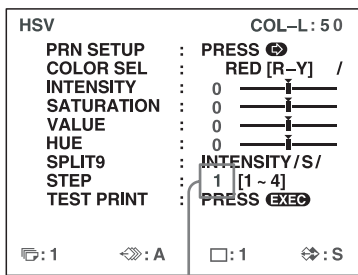 HSV COL–L:50
PRN SETUP : PRESS
COLOR SEL : RED [R–Y] /
INTENSITY : 0
SATURATION : 0
VALUE : 0
HUE : 0
SPLIT9 : INTENSITY/S/
STEP : 1 [1 ~ 4]
TEST PRINT : PRESS EXEC
:1 :A :1 :S